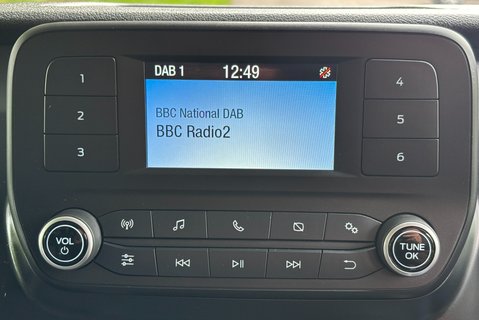 DAB 1 12:49
BBC National DAB
BBC Radio2
1
2
3
4
5
6
VOL
TUNE
OK